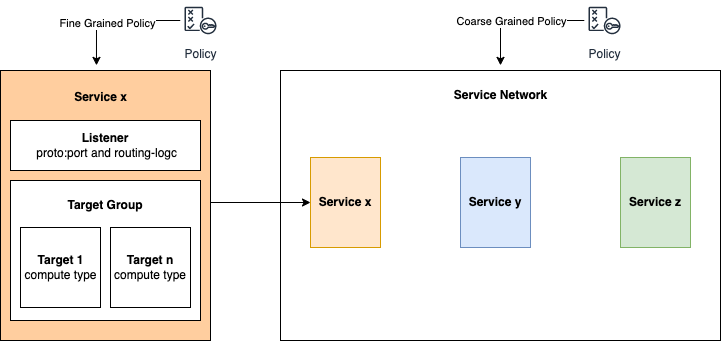 Fine Grained Policy
Policy
Coarse Grained Policy
Policy
Service x
Listener
proto:port and routing-logc
Target Group
Target 1
compute type
Target n
compute type
Service Network
Service x
Service y
Service z